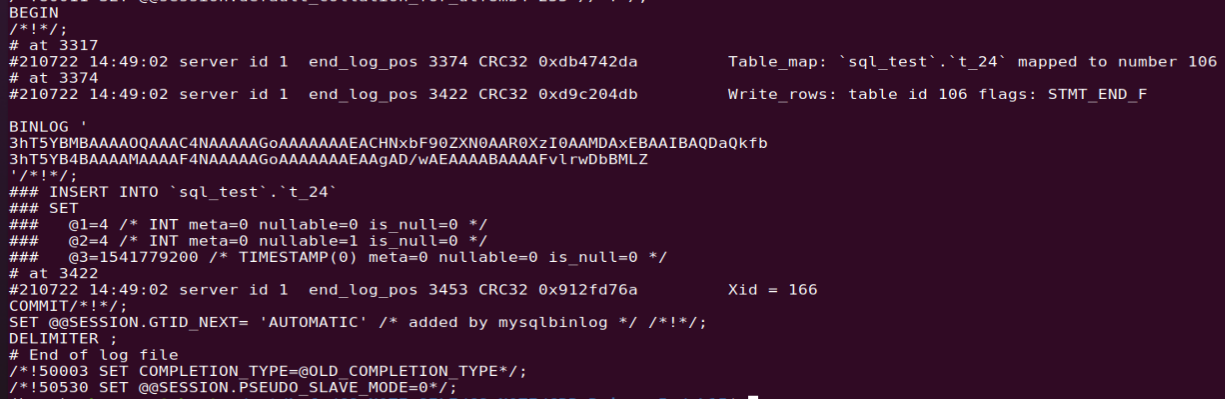 BEGIN
/*!*/;
# at 3317
#210722 14:49:02 server id 1  end_log_pos 3374 CRC32 0xdb4742da          Table_map: `sql_test`.`t_24` mapped to number 106
# at 3374
#210722 14:49:02 server id 1  end_log_pos 3422 CRC32 0xd9c204db          Write_rows: table id 106 flags: STMT_END_F
BINLOG '
3hT5YBMBAAAAOQAAAC4NAAAAAGoAAAAAAAEACHNxbF90ZXN0AAR0XzI0AAMDAxEBAAIBAQDaQkfb
3hT5YB4BAAAAMAAAAF4NAAAAAGoAAAAAAAEAAgAD/wAEAAAABAAAAFvlrwDbBMLZ
'/*!*/;
### INSERT INTO `sql_test`.`t_24`
### SET
###   @1=4 /* INT meta=0 nullable=0 is_null=0 */
###   @2=4 /* INT meta=0 nullable=1 is_null=0 */
###   @3=1541779200 /* TIMESTAMP(0) meta=0 nullable=0 is_null=0 */
# at 3422
#210722 14:49:02 server id 1  end_log_pos 3453 CRC32 0x912fd76a          Xid = 166
COMMIT/*!*/;
SET @@SESSION.GTID_NEXT= 'AUTOMATIC' /* added by mysqlbinlog */ /*!*/;
DELIMITER ;
# End of log file
/*!50003 SET COMPLETION_TYPE=@OLD_COMPLETION_TYPE*/;
/*!50530 SET @@SESSION.PSEUDO_SLAVE_MODE=0*/;